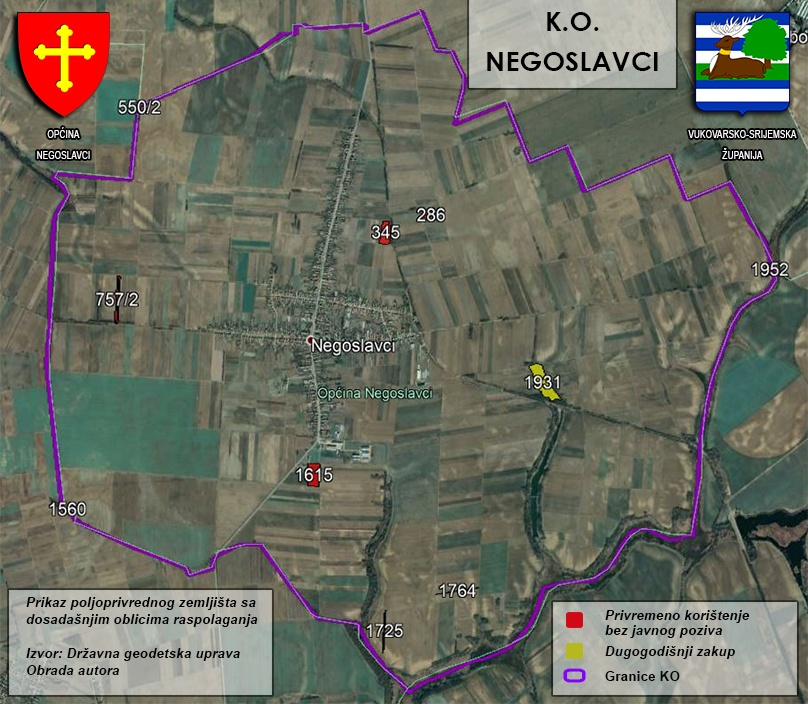 K.O.
NEGOSLAVCI
OPĆINA
NEGOSLAVCI
VUKOVARSKO-SRIJEMSKA
ŽUPANIJA
bo
550/2
286
345
1952
757/2
Negoslavci
1931
Općina Negoslavci
1615
1560
1764
1725
Prikaz poljoprivrednog zemljišta sa
dosadašnjim oblicima raspolaganja
Izvor: Državna geodetska uprava
Obrada autora
Privremeno korištenje
bez javnog poziva
Dugogodišnji zakup
Granice KO